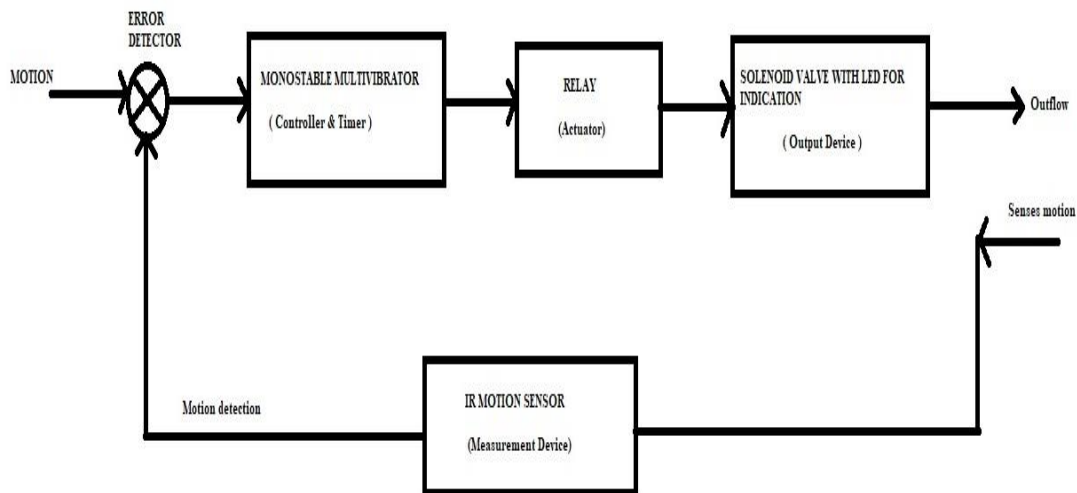 ERROR
DETECTOR
MOTION
MONOSTABLE MULTIVIBRATOR
( Controller & Timer )
RELAY
(Actuator)
SOLENOID VALVE WITH LED FOR
INDICATION
( Output Device )
Outflow
Senses motion
IR MOTION SENSOR
(Measurement Device)
Motion detection